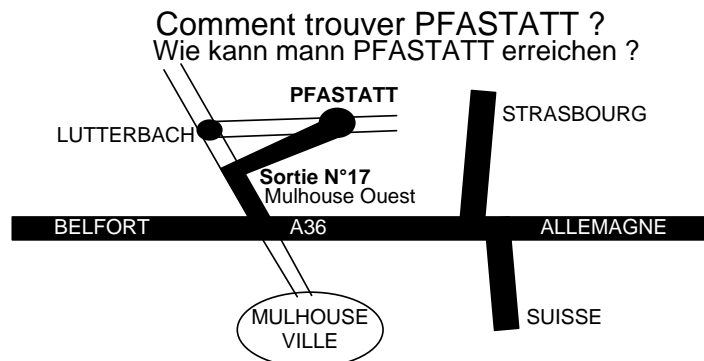 Comment trouver PFASTATT ?
Wie kann mann PFASTATT erreichen ?
PFASTATT
STRASBOURG
LUTTERBACH
Sortie N°17
Mulhouse Ouest
BELFORT
A36
ALLEMAGNE
MULHOUSE
VILLE
SUISSE